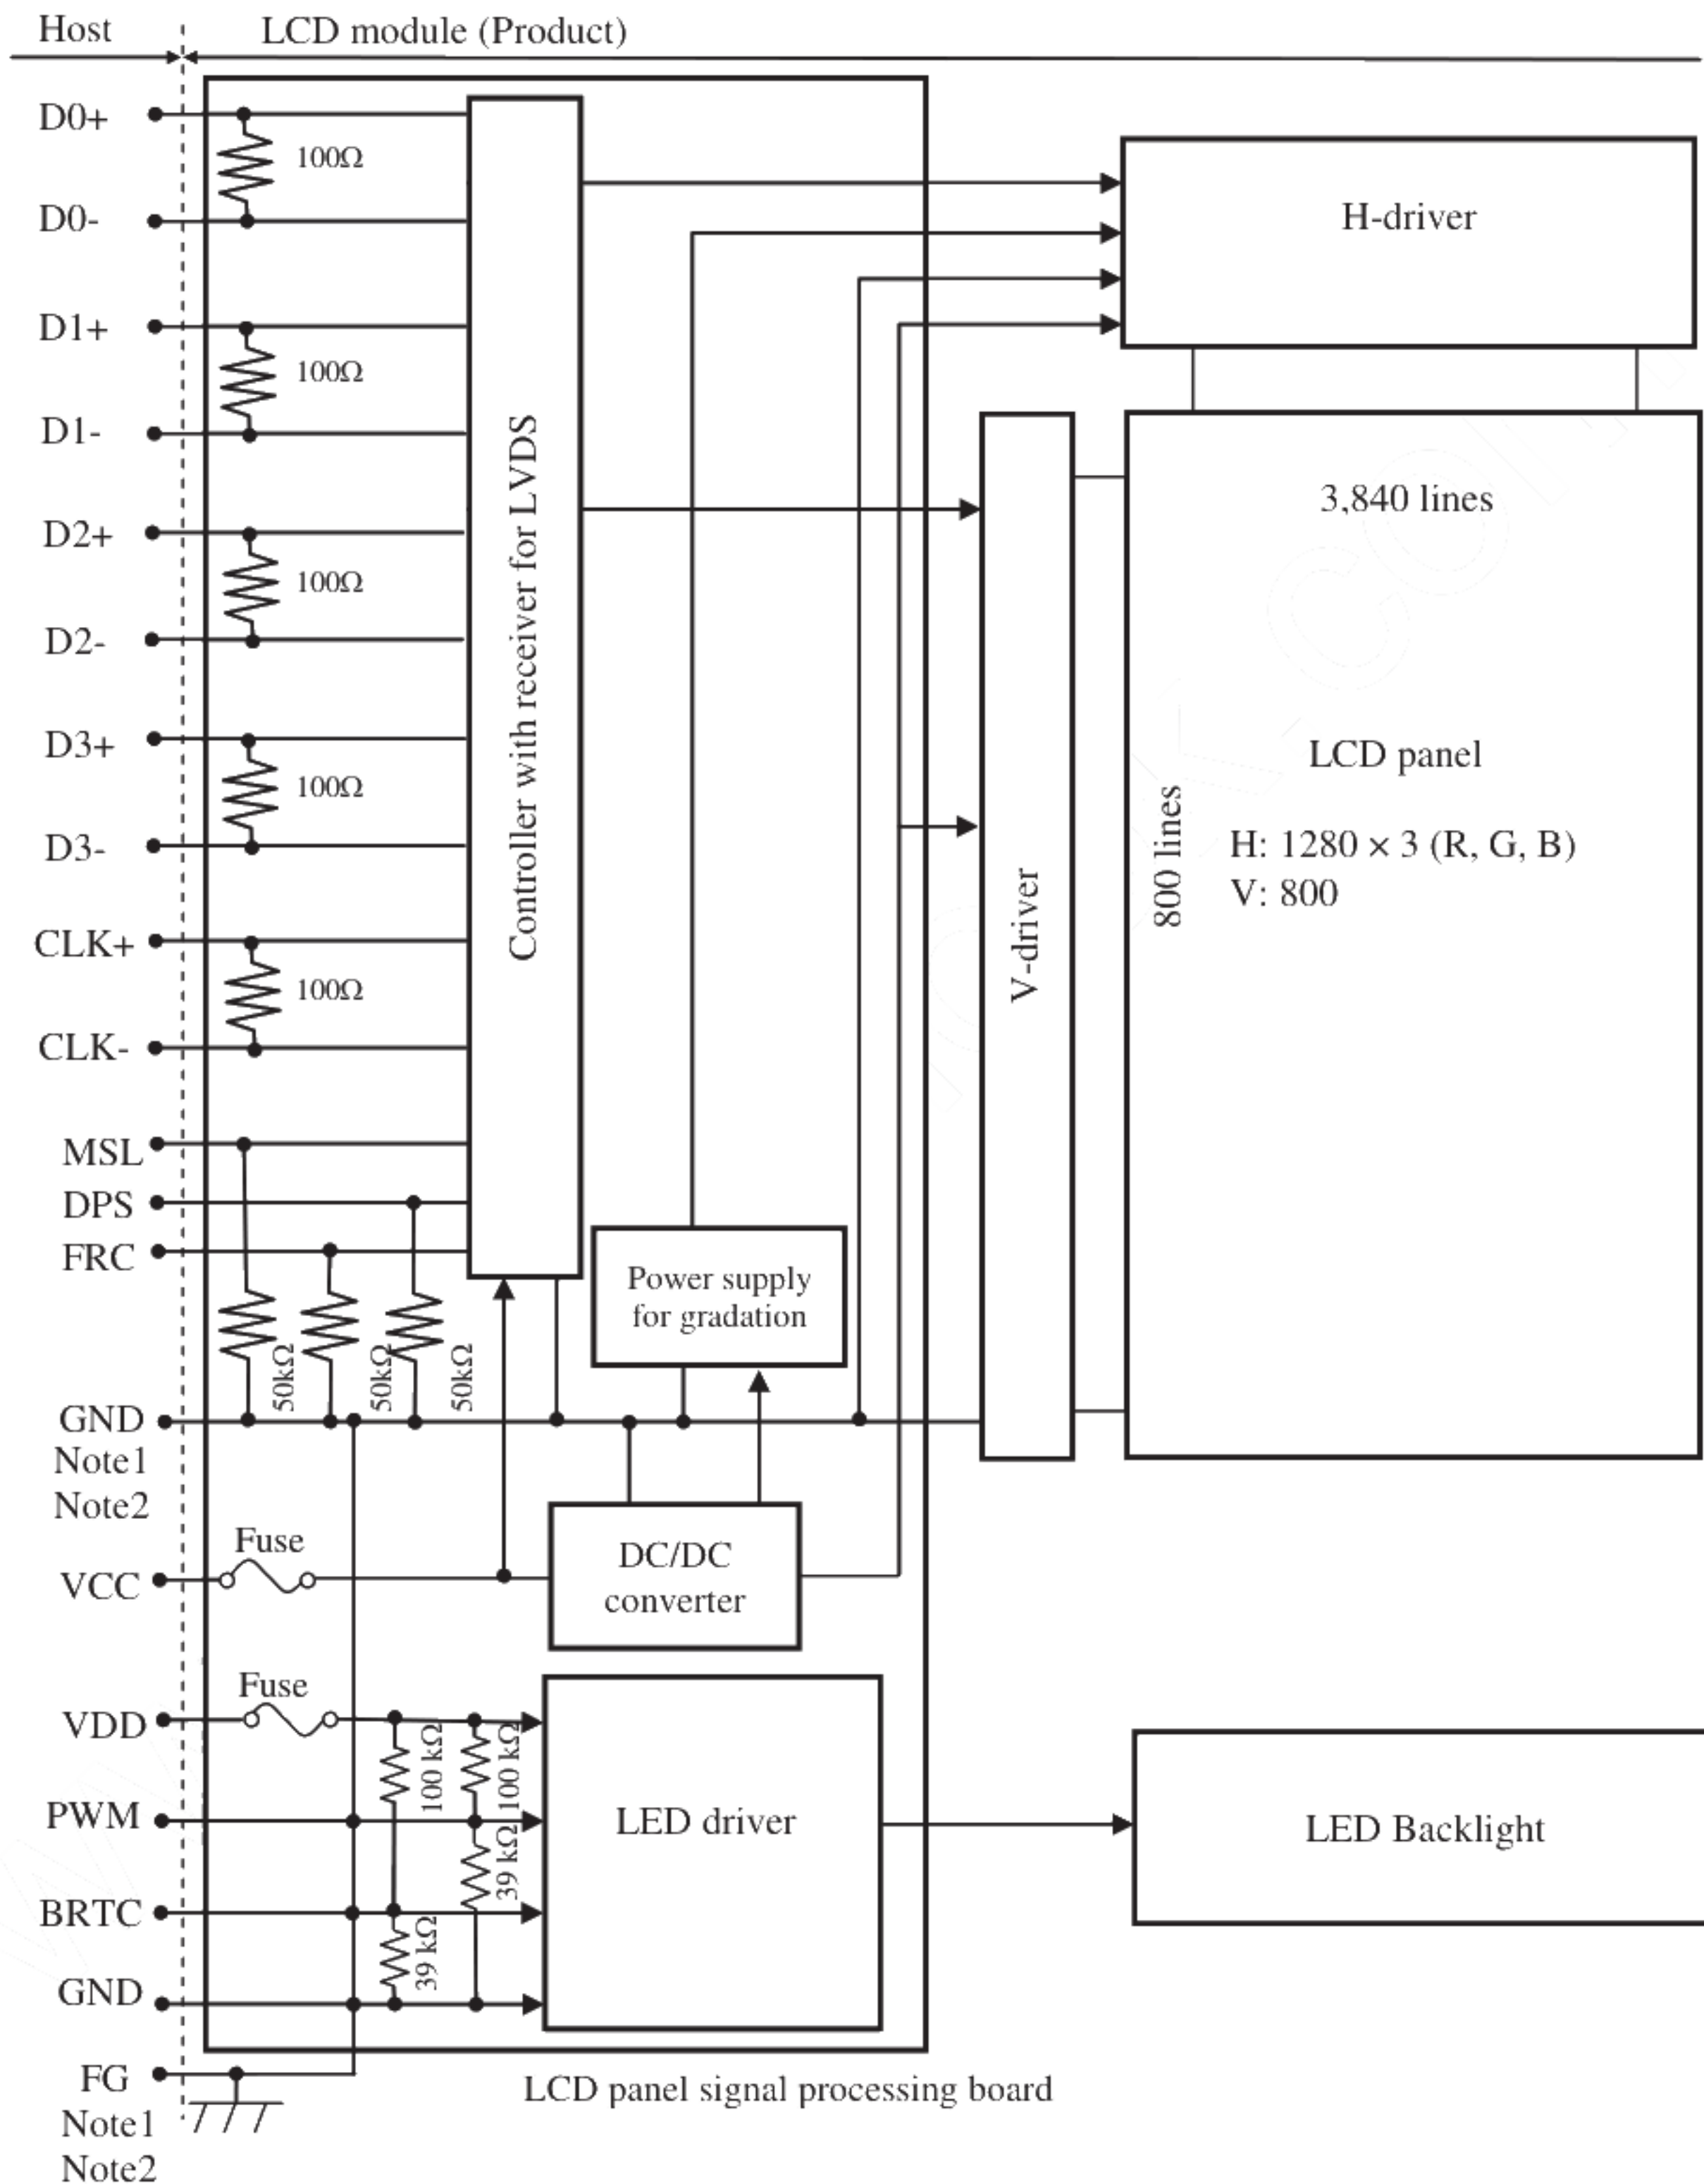 Host
LCD module (Product)
D0+
100Ω
D0-
H-driver
D1+
100Ω
D1-
Controller with receiver for LVDS
3,840 lines
D2+
100Ω
D2-
D3+
100Ω
D3-
LCD panel
800 lines
H: 1280 × 3 (R, G, B)
V: 800
V-driver
CLK+
100Ω
CLK-
MSL
DPS
FRC
Power supply
for gradation
50kΩ
50kΩ
50kΩ
GND
Note1
Note2
Fuse
VCC
DC/DC
converter
Fuse
VDD
100 kΩ
100 kΩ
PWM
LED driver
LED Backlight
39 kΩ
BRTC
39 kΩ
GND
FG
LCD panel signal processing board
Note1
Note2